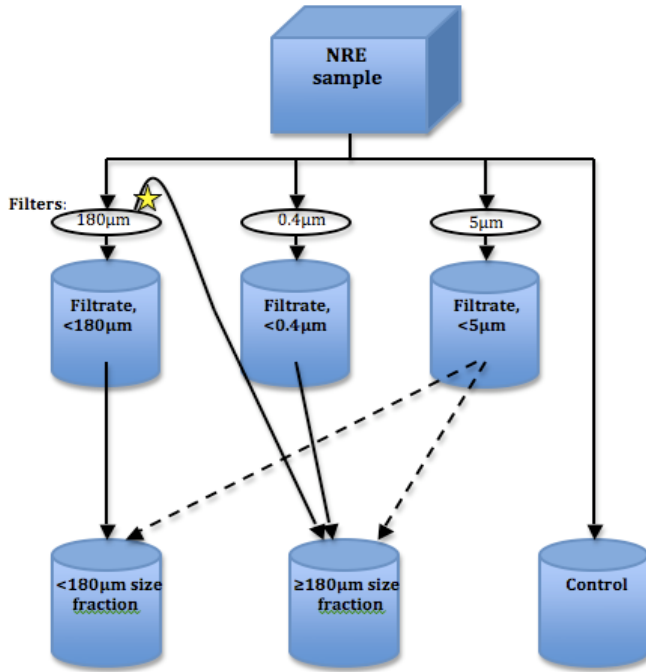 NRE
sample
Filters:
180µm
0.4µm
5µm
Filtrate,
<180µm
Filtrate,
<0.4µm
Filtrate,
<5µm
<180µm size
fraction
≥180µm size
fraction
Control